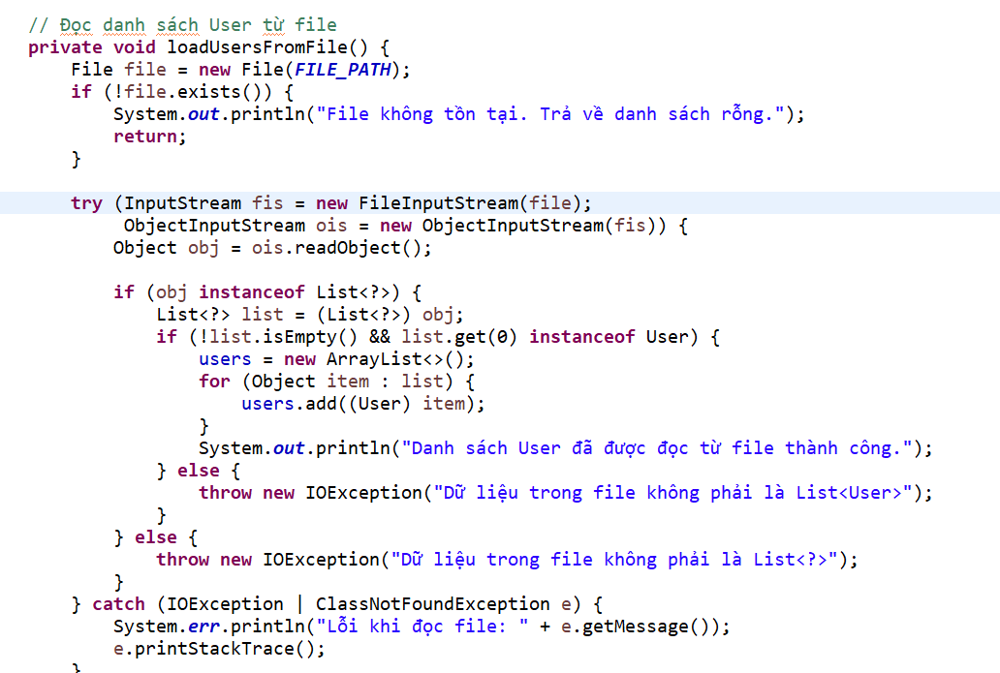 // Đọc danh sách User từ file
private void loadUsersFromFile() {
    File file = new File(FILE_PATH);
    if (!file.exists()) {
        System.out.println("File không tồn tại. Trả về danh sách rỗng.");
        return;
    }

    try (InputStream fis = new FileInputStream(file);
         ObjectInputStream ois = new ObjectInputStream(fis)) {
        Object obj = ois.readObject();

        if (obj instanceof List<?>) {
            List<?> list = (List<?>) obj;
            if (!list.isEmpty() && list.get(0) instanceof User) {
                users = new ArrayList<>();
                for (Object item : list) {
                    users.add((User) item);
                }
                System.out.println("Danh sách User đã được đọc từ file thành công.");
            } else {
                throw new IOException("Dữ liệu trong file không phải là List<User>");
            }
        } else {
            throw new IOException("Dữ liệu trong file không phải là List<?>");
        }
    } catch (IOException | ClassNotFoundException e) {
        System.err.println("Lỗi khi đọc file: " + e.getMessage());
        e.printStackTrace();
    }